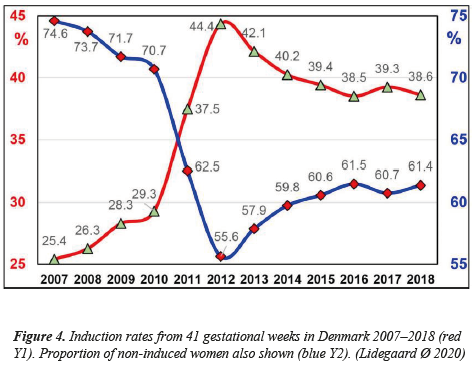 45 75
% 74.6 73.7 71.7 70.7 44.4 42.1 40.2 39.4 38.5 39.3 38.6 %
40 70
37.5
35 62.5 65
25.4 26.3 28.3 29.3 57.9 59.8 60.6 61.5 60.7 61.4
30 60
55.6
25 55
2007 2008 2009 2010 2011 2012 2013 2014 2015 2016 2017 2018
Figure 4. Induction rates from 41 gestational weeks in Denmark 2007–2018 (red
Y1). Proportion of non-induced women also shown (blue Y2). (Lidegaard Ø 2020)